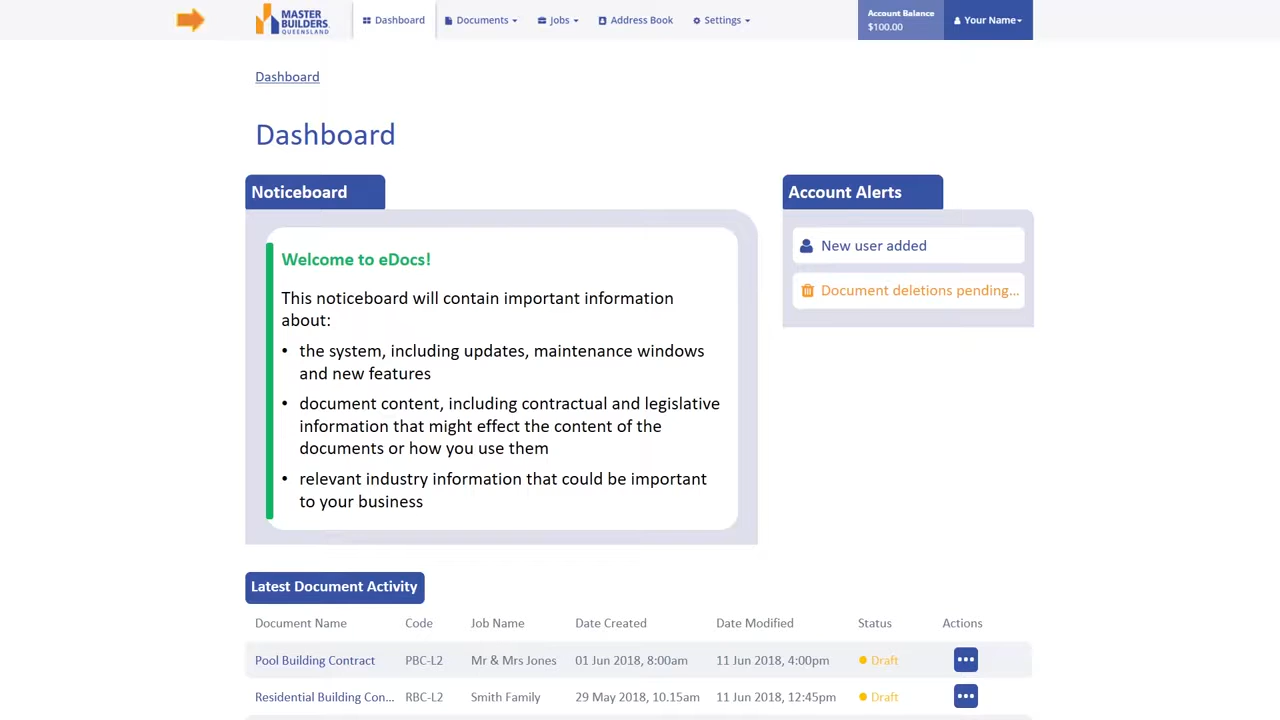 MASTER
BUILDERS
QUEENSLAND
Dashboard
Documents
Jobs
Address Book
Settings
Account Balance
$100.00
Your Name
Dashboard
Dashboard
Noticeboard
Account Alerts
Welcome to eDocs!
This noticeboard will contain important information
about:
• the system, including updates, maintenance windows
and new features
• document content, including contractual and legislative
information that might effect the content of the
documents or how you use them
• relevant industry information that could be important
to your business
New user added
Document deletions pending...
Latest Document Activity
Document Name Code Job Name Date Created Date Modified Status Actions
Pool Building Contract PBC-L2 Mr & Mrs Jones 01 Jun 2018, 8:00am 11 Jun 2018, 4:00pm Draft
Residential Building Con... RBC-L2 Smith Family 29 May 2018, 10.15am 11 Jun 2018, 12:45pm Draft